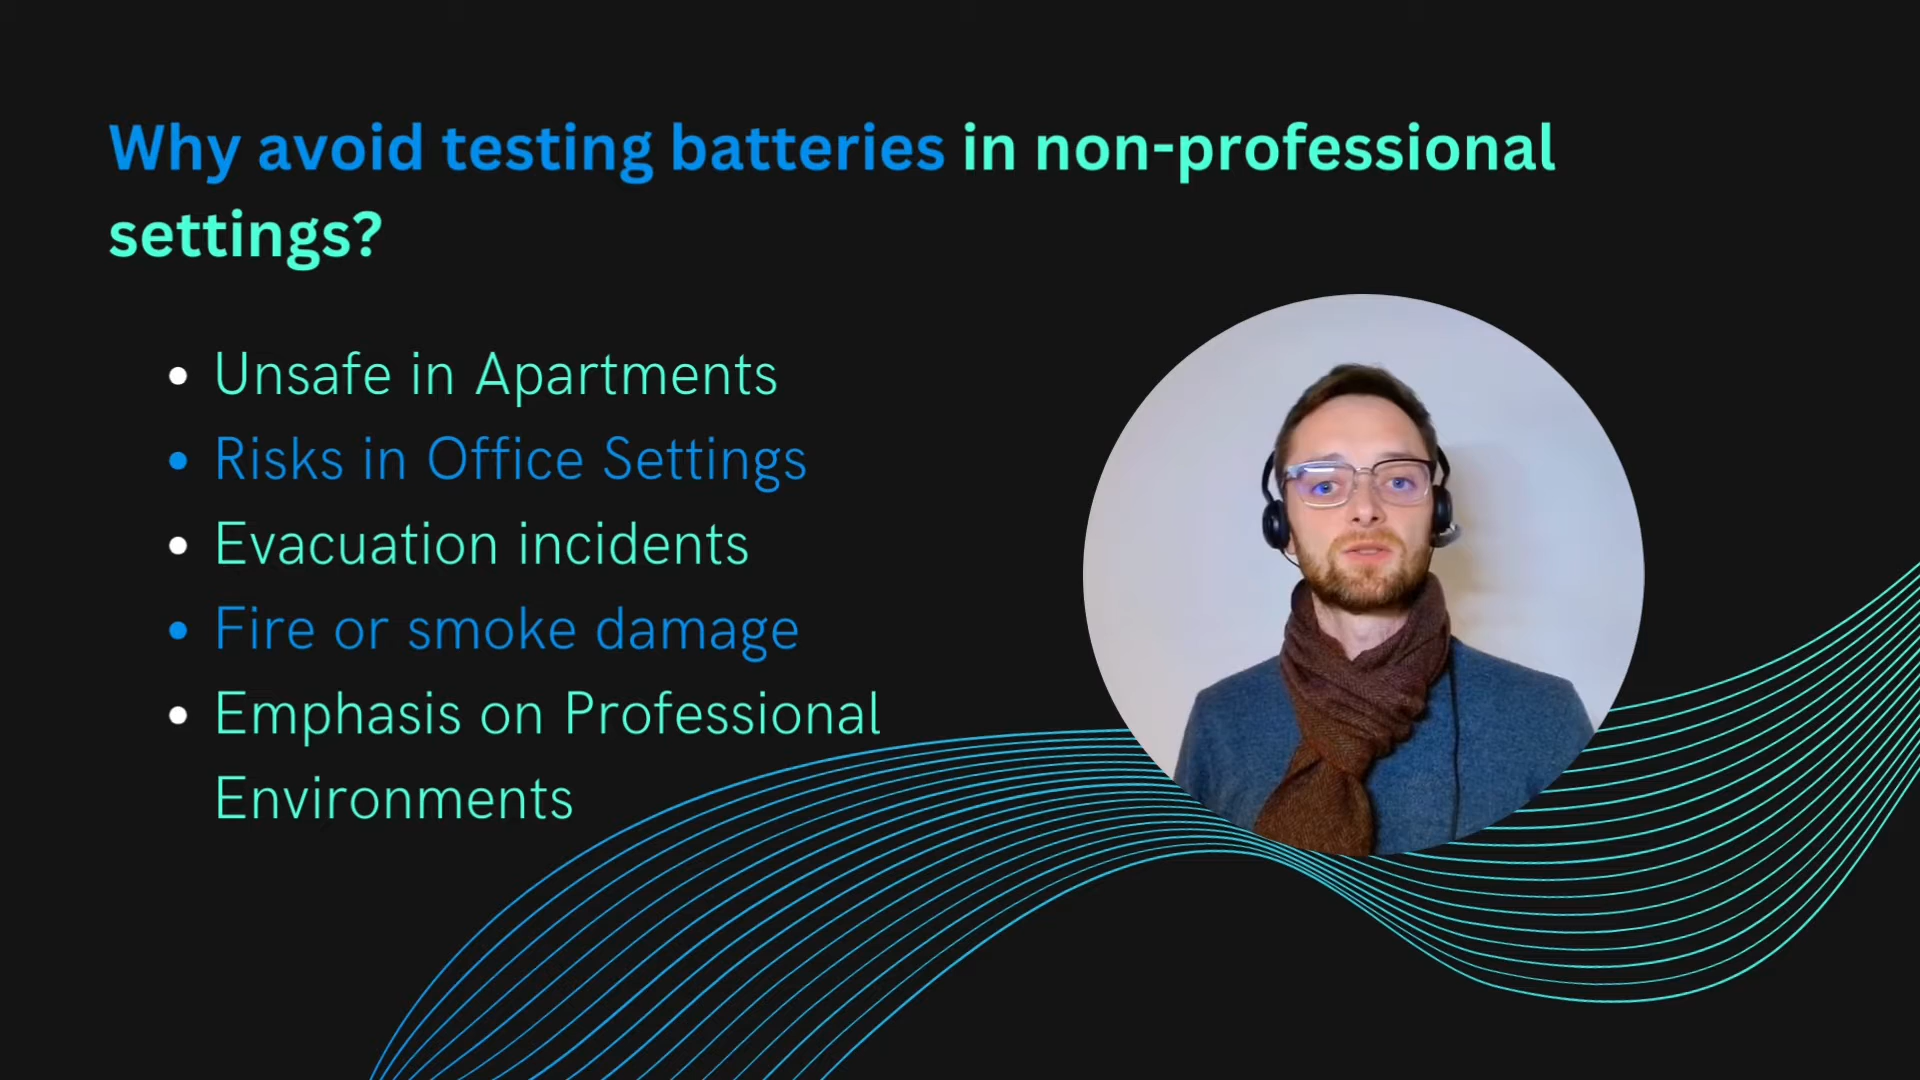 Why avoid testing batteries in non-professional
settings?
Unsafe in Apartments
Risks in Office Settings
Evacuation incidents
Fire or smoke damage
Emphasis on Professional
Environments